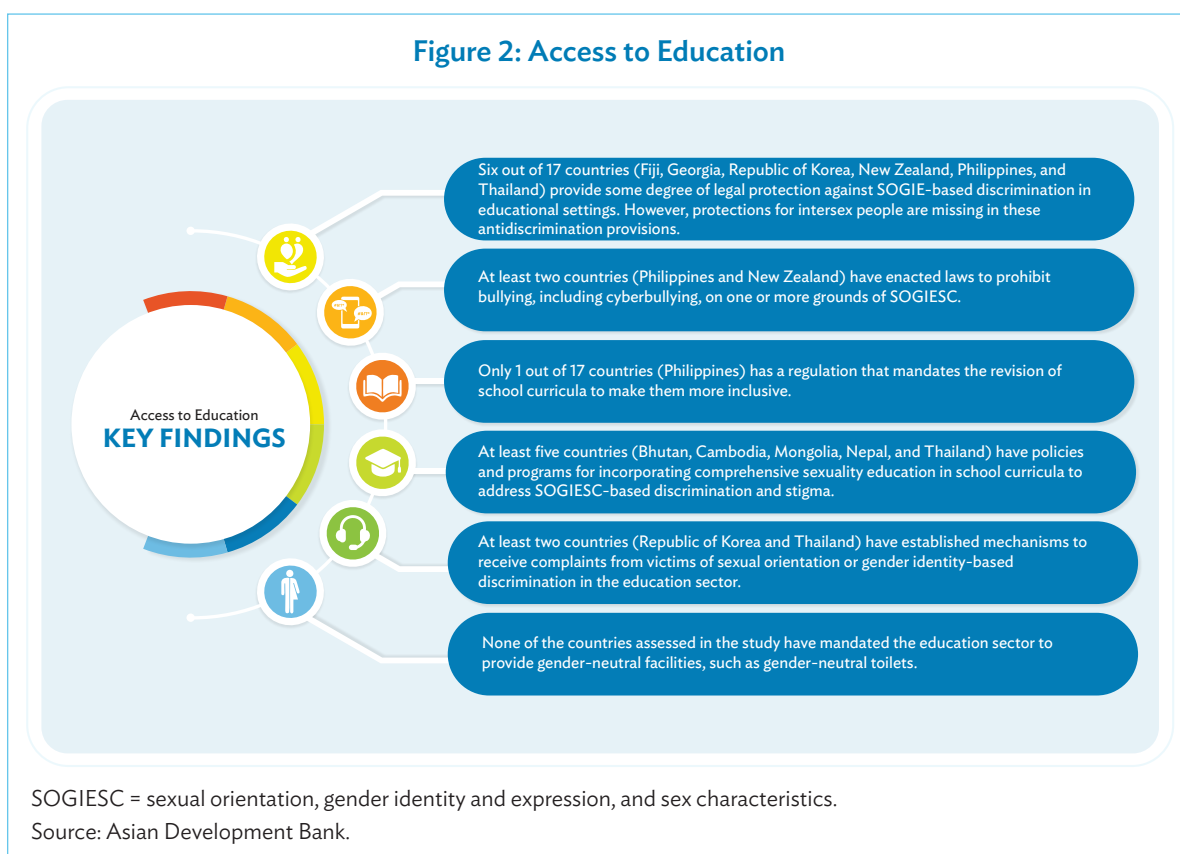 Figure 2: Access to Education
Six out of 17 countries (Fiji, Georgia, Republic of Korea, New Zealand, Philippines, and
Thailand) provide some degree of legal protection against SOGIE-based discrimination in
educational settings. However, protections for intersex people are missing in these
antidiscrimination provisions.
At least two countries (Philippines and New Zealand) have enacted laws to prohibit
bullying, including cyberbullying, on one or more grounds of SOGIESC.
Only 1 out of 17 countries (Philippines) has a regulation that mandates the revision of
school curricula to make them more inclusive.
Access to Education
KEY FINDINGS
At least five countries (Bhutan, Cambodia, Mongolia, Nepal, and Thailand) have policies
and programs for incorporating comprehensive sexuality education in school curricula to
address SOGIESC-based discrimination and stigma.
At least two countries (Republic of Korea and Thailand) have established mechanisms to
receive complaints from victims of sexual orientation or gender identity-based
discrimination in the education sector.
None of the countries assessed in the study have mandated the education sector to
provide gender-neutral facilities, such as gender-neutral toilets.
SOGIESC = sexual orientation, gender identity and expression, and sex characteristics.
Source: Asian Development Bank.